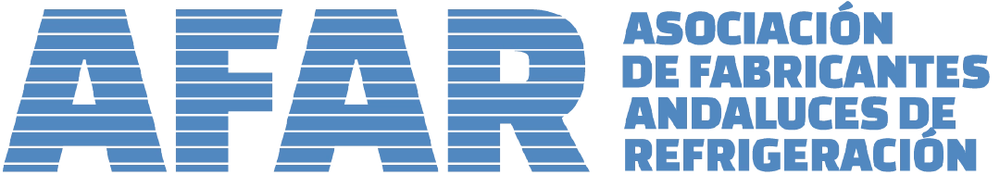 AFAR
ASOCIACIÓN
DE FABRICANTES
ANDALUCES DE
REFRIGERACIÓN